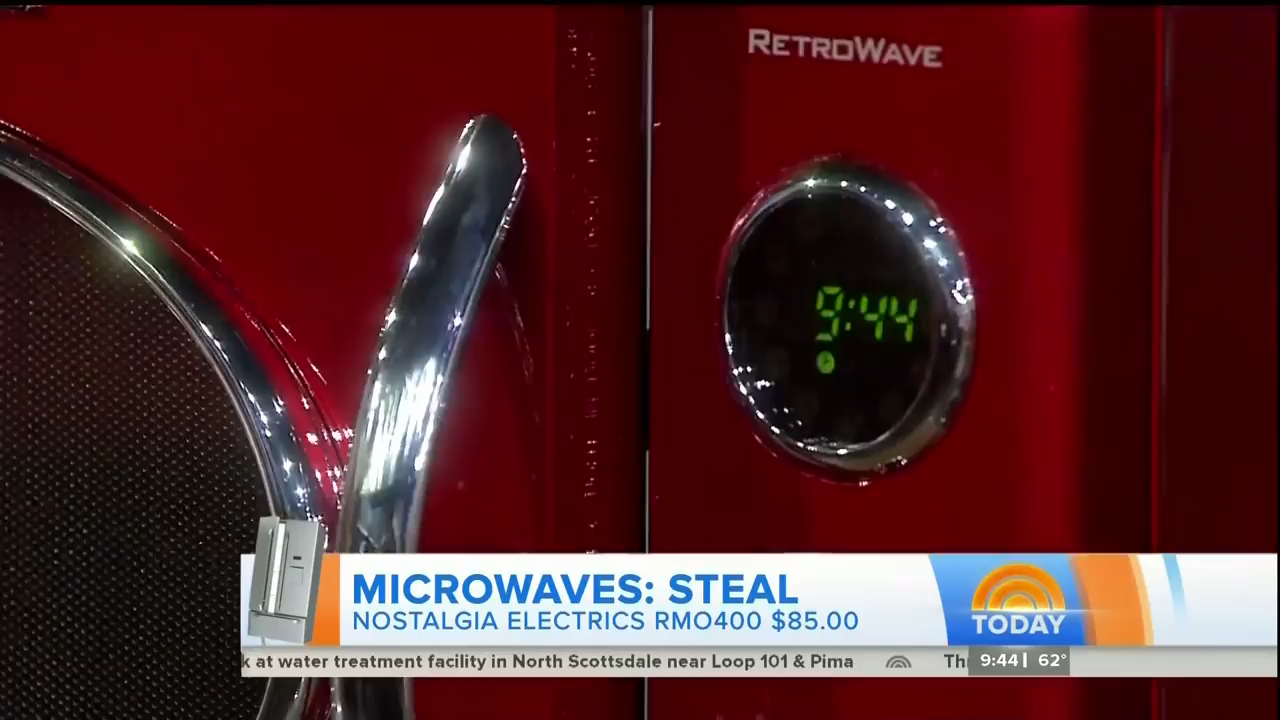 RETROWAVE
9:44
MICROWAVES: STEAL
NOSTALGIA ELECTRICS RMO400 $85.00
TODAY
k at water treatment facility in North Scottsdale near Loop 101 & Pima
9:44 62°